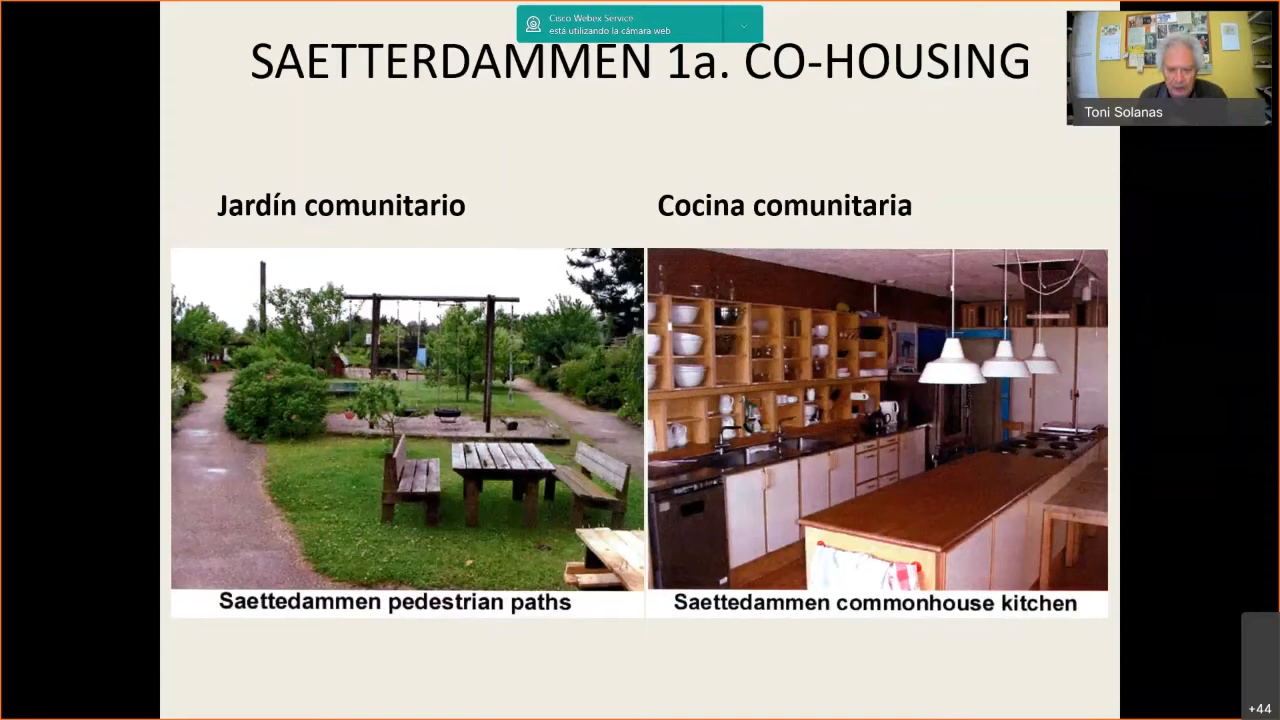 Cisco Webex Service
está utilizando la cámara web
SAETTERDAMMEN 1a. CO-HOUSING
Toni Solanas
Jardín comunitario
Cocina comunitaria
Saettedammen pedestrian paths
Saettedammen commonhouse kitchen
+44